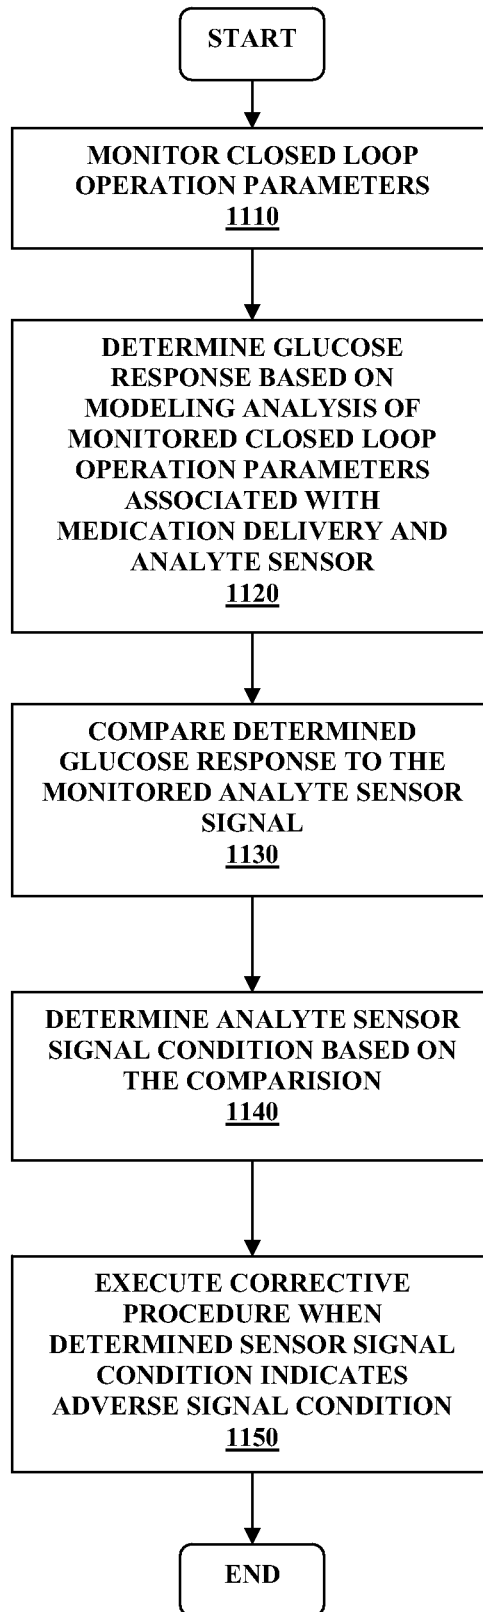 START
MONITOR CLOSED LOOP
OPERATION PARAMETERS
1110
DETERMINE GLUCOSE
RESPONSE BASED ON
MODELING ANALYSIS OF
MONITORED CLOSED LOOP
OPERATION PARAMETERS
ASSOCIATED WITH
MEDICATION DELIVERY AND
ANALYTE SENSOR
1120
COMPARE DETERMINED
GLUCOSE RESPONSE TO THE
MONITORED ANALYTE SENSOR
SIGNAL
1130
DETERMINE ANALYTE SENSOR
SIGNAL CONDITION BASED ON
THE COMPARISION
1140
EXECUTE CORRECTIVE
PROCEDURE WHEN
DETERMINED SENSOR SIGNAL
CONDITION INDICATES
ADVERSE SIGNAL CONDITION
1150
END